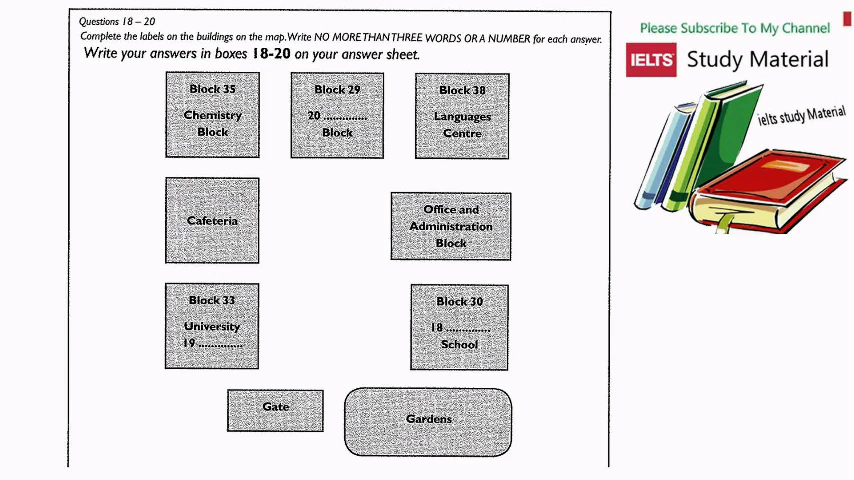 Questions 18 – 20
Complete the labels on the buildings on the map. Write NO MORE THAN THREE WORDS OR A NUMBER for each answer.
Write your answers in boxes 18-20 on your answer sheet.
Block 35
Chemistry
Block
Block 29
20 ..............
Block
Block 38
Languages
Centre
Cafeteria
Office and
Administration
Block
Block 33
University
19 ..............
Block 30
18 ..............
School
Gate
Gardens
Please Subscribe To My Channel
IELTS Study Material
ielts study Material